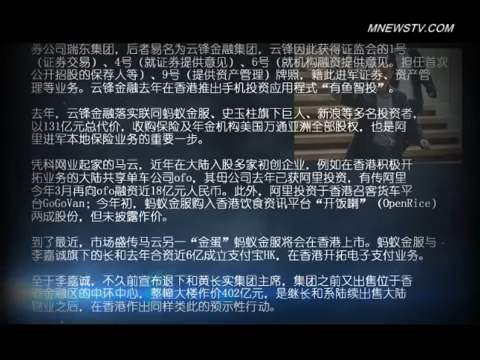 MNEWSTV.COM
券公司瑞东集团，后者易名为云锋金融集团，云锋因此获得证监会的1号
（证券交易）、4号（就证券提供意见）、6号（就机构融资提供意见。担任首次
公开招股的保荐人等）、9号（提供资产管理）牌照，籍此进军证券、资产管
理等业务。云锋金融去年在香港推出手机投资应用程式“有鱼智投”。
去年，云锋金融落实联同蚂蚁金服、史玉柱旗下巨人、新浪等多名投资者，
以131亿元总代价，收购保险及年金机构美国万通亚洲全部股权，也是阿
里进军本地保险业务的重要一步。
凭科网业起家的马云，近年在大陆入股多家初创企业，例如在香港积极开
拓业务的大陆共享单车公司ofo，其母公司去年已获阿里投资，有传阿里
今年3月再向ofo融资近18亿元人民币。此外，阿里投资于香港召客货车平
台GoGoVan；今年初，蚂蚁金服购入香港饮食资讯平台“开饭喇”（OpenRice）
两成股份，但未披露作价。
到了最近，市场盛传马云另一“金蛋”蚂蚁金服将会在香港上市。蚂蚁金服与
李嘉诚旗下的长和去年合资近6亿成立支付宝HK，在香港开拓电子支付业务。
至于李嘉诚，不久前宣布退下和黄长实集团主席，集团之前又出售位于香
港金融区的中环中心，整幢大楼作价402亿元，是继长和系陆续出售大陆
物业之后，在香港作出同样类此的预示性行动。